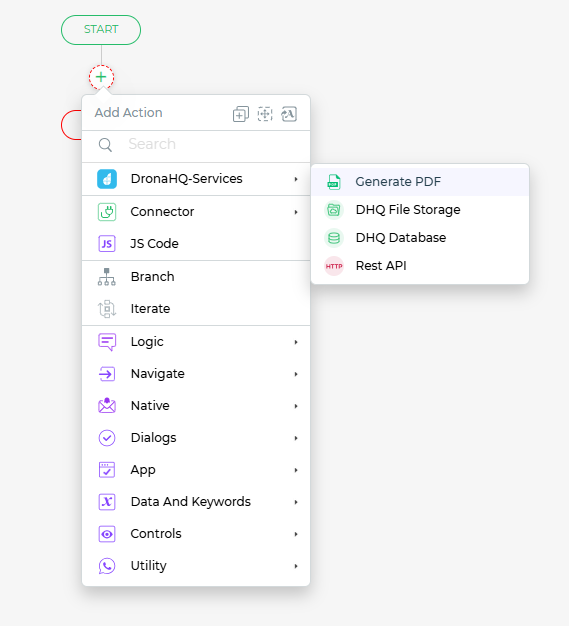 START
Add Action
Search
DronaHQ-Services
Generate PDF
DHQ File Storage
DHQ Database
HTTP Rest API
Connector
JS JS Code
Branch
Iterate
Logic
Navigate
Native
Dialogs
App
Data And Keywords
Controls
Utility